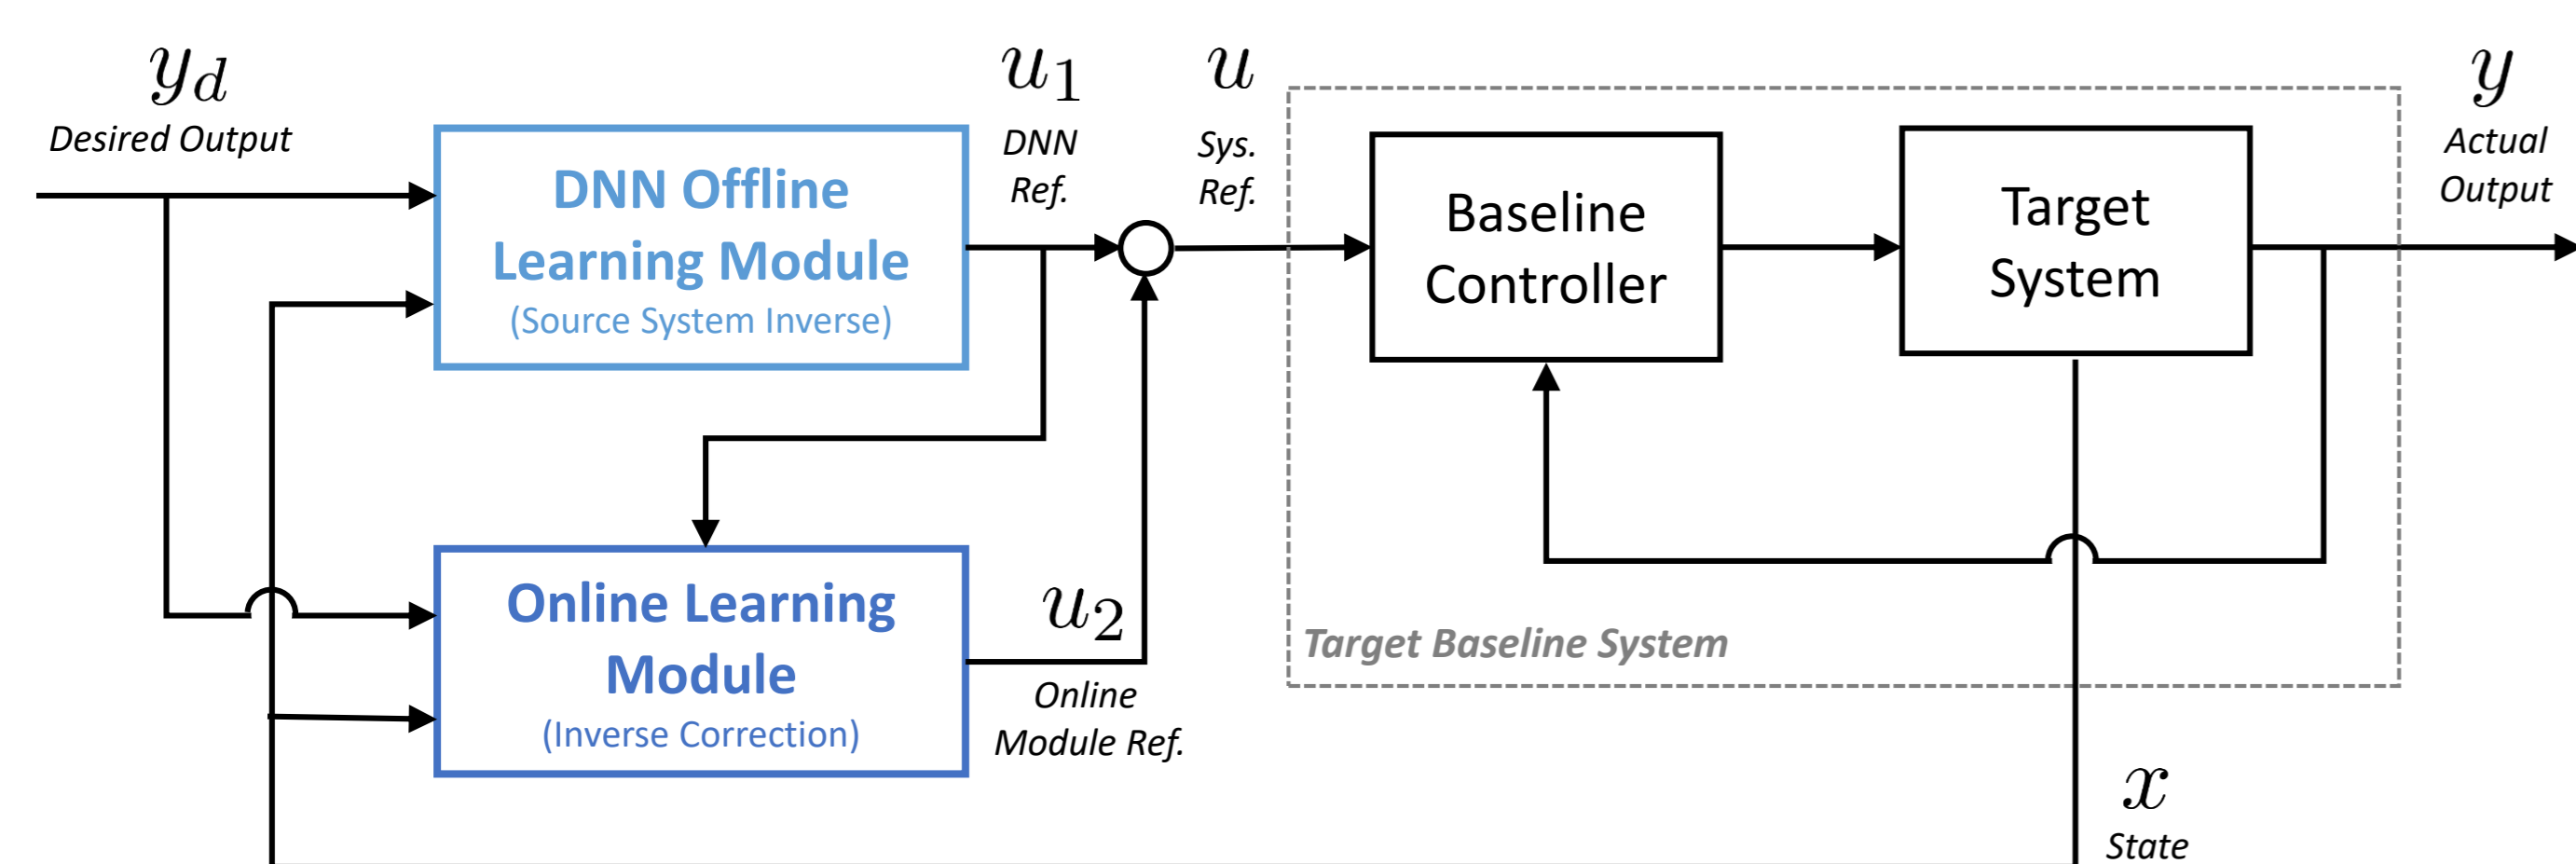 y_d
Desired Output
DNN Offline
Learning Module
(Source System Inverse)
u_1
DNN
Ref.
u
Sys.
Ref.
Baseline
Controller
Target
System
y
Actual
Output
Online Learning
Module
(Inverse Correction)
u_2
Online
Module Ref.
Target Baseline System
x
State